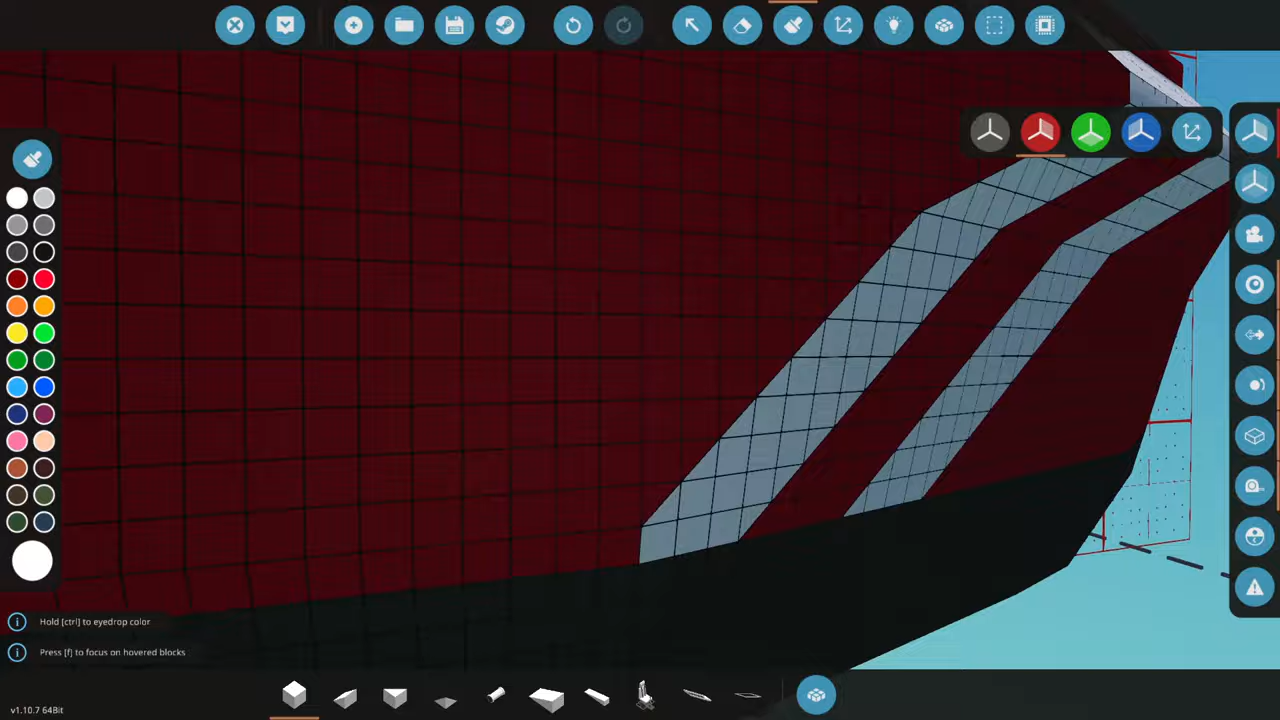 Hold [ctrl] to eyedrop color
Press [f] to focus on hovered blocks
v1.10.7 64Bit